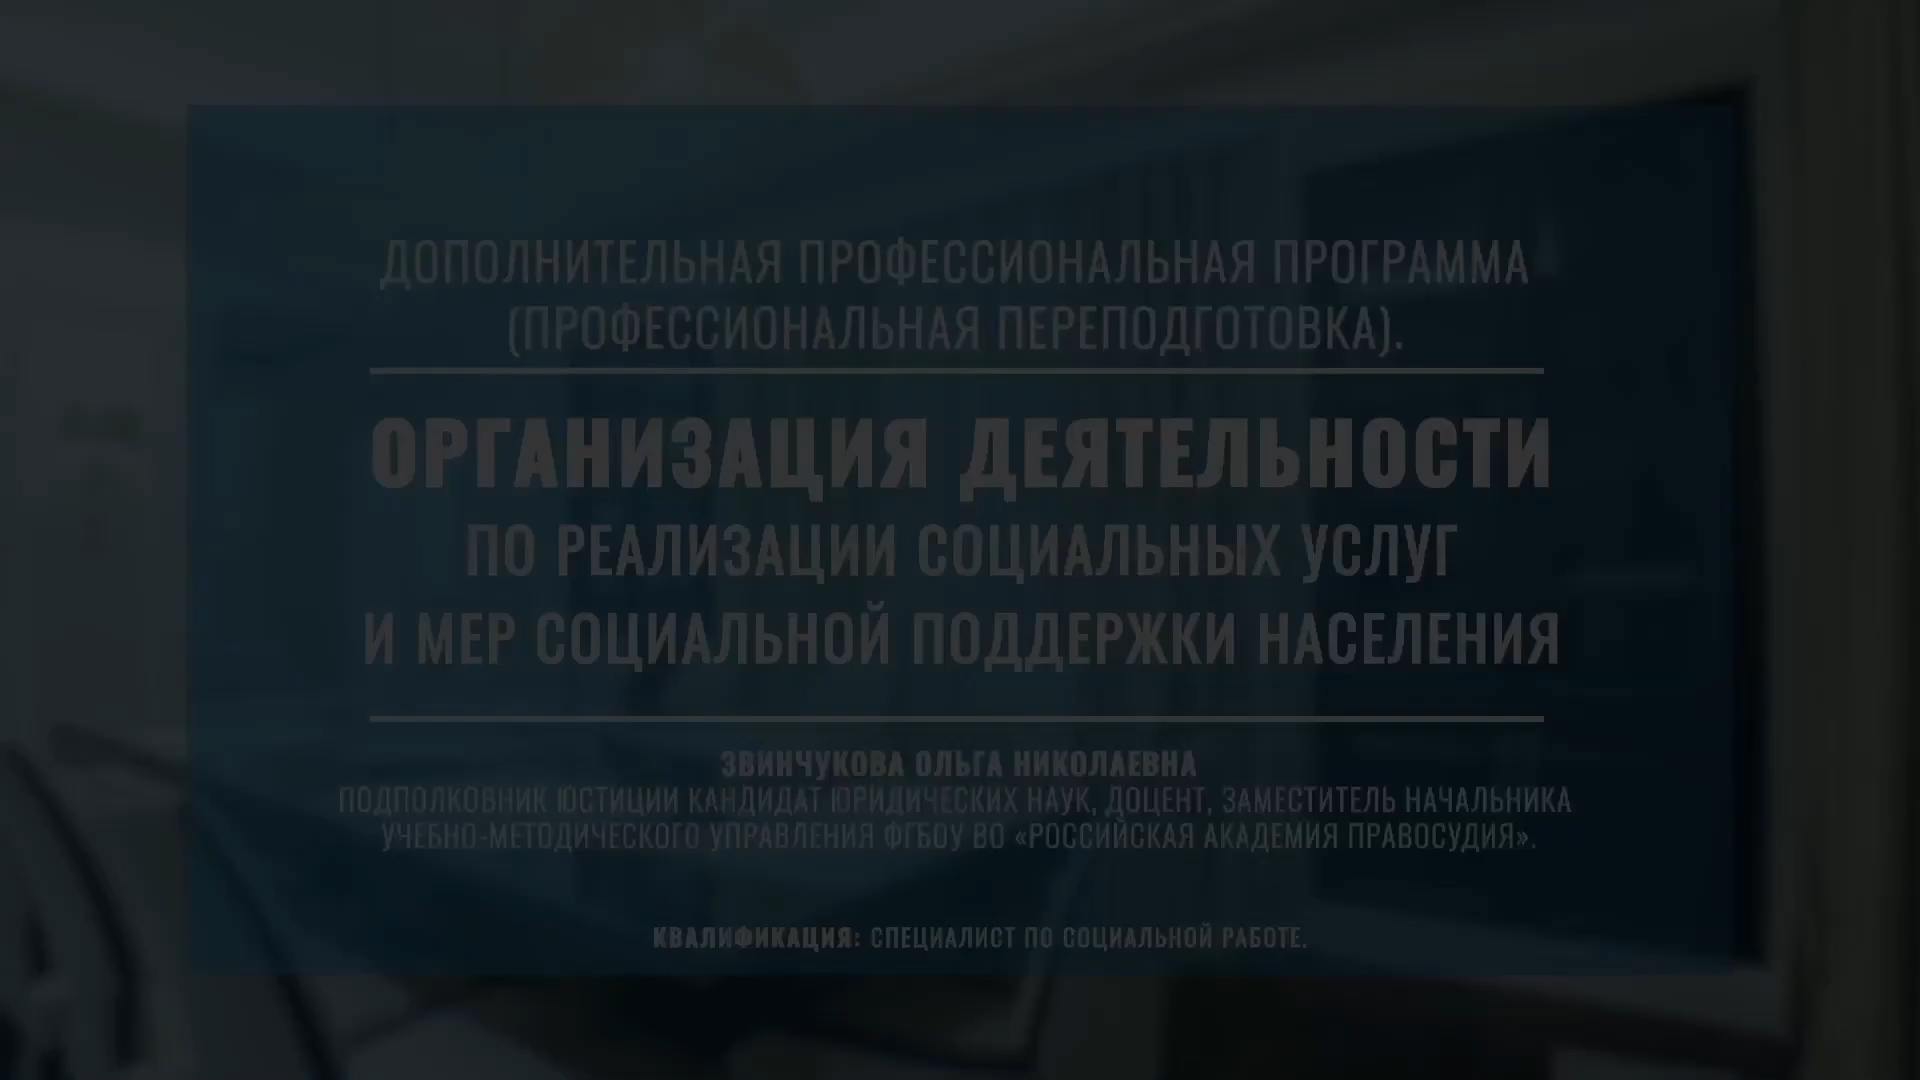 ДОПОЛНИТЕЛЬНАЯ ПРОФЕССИОНАЛЬНАЯ ПРОГРАММА
(ПРОФЕССИОНАЛЬНАЯ ПЕРЕПОДГОТОВКА).
ОРГАНИЗАЦИЯ ДЕЯТЕЛЬНОСТИ
ПО РЕАЛИЗАЦИИ СОЦИАЛЬНЫХ УСЛУГ
И МЕР СОЦИАЛЬНОЙ ПОДДЕРЖКИ НАСЕЛЕНИЯ
ЗВИНЧУКОВА ОЛЬГА НИКОЛАЕВНА
ПОДПОЛКОВНИК ЮСТИЦИИ КАНДИДАТ ЮРИДИЧЕСКИХ НАУК, ДОЦЕНТ, ЗАМЕСТИТЕЛЬ НАЧАЛЬНИКА
УЧЕБНО-МЕТОДИЧЕСКОГО УПРАВЛЕНИЯ ФГБОУ ВО «РОССИЙСКАЯ АКАДЕМИЯ ПРАВОСУДИЯ».
КВАЛИФИКАЦИЯ: СПЕЦИАЛИСТ ПО СОЦИАЛЬНОЙ РАБОТЕ.